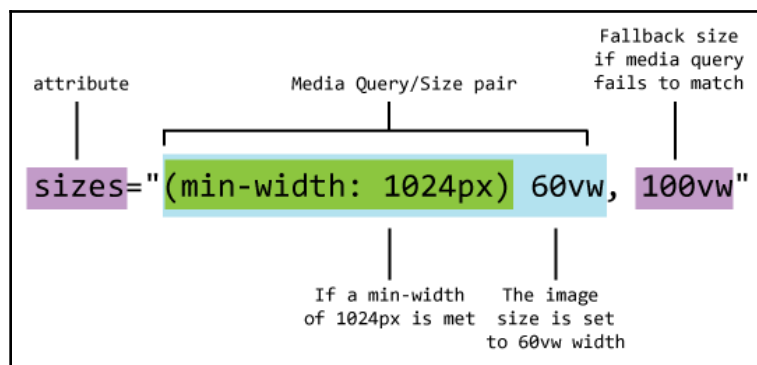 Fallback size
if media query
fails to match
attribute
Media Query/Size pair
sizes="(min-width: 1024px) 60vw, 100vw"
If a min-width
of 1024px is met
The image
size is set
to 60vw width